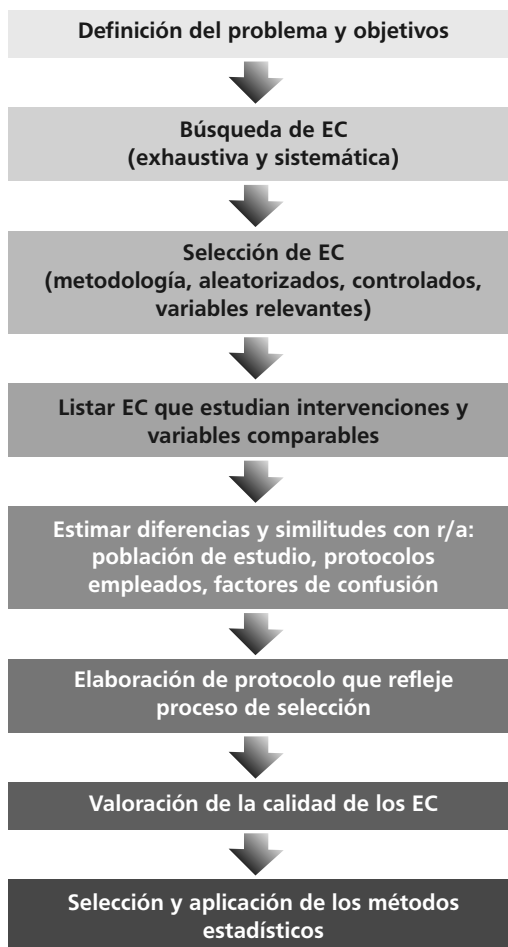 Definición del problema y objetivos
Búsqueda de EC
(exhaustiva y sistemática)
Selección de EC
(metodología, aleatorizados, controlados,
variables relevantes)
Listar EC que estudian intervenciones y
variables comparables
Estimar diferencias y similitudes con r/a:
población de estudio, protocolos
empleados, factores de confusión
Elaboración de protocolo que refleje
proceso de selección
Valoración de la calidad de los EC
Selección y aplicación de los métodos
estadísticos